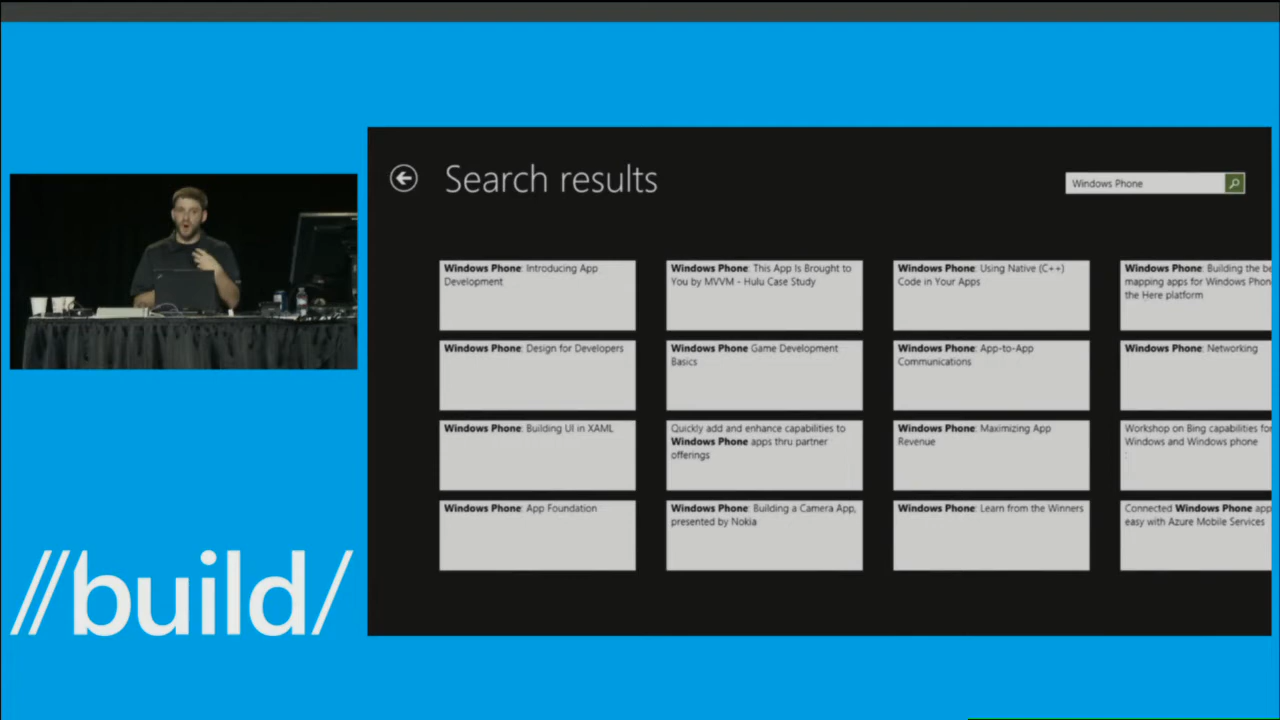 Search results
Windows Phone
Windows Phone: Introducing App
Development
Windows Phone: This App Is Brought to
You by MVVM - Hulu Case Study
Windows Phone: Using Native (C++)
Code in Your Apps
Windows Phone: Building the
mapping apps for Windows
the Here platform
Windows Phone: Design for Developers
Windows Phone Game Development
Basics
Windows Phone: App-to-App
Communications
Windows Phone: Networking
Windows Phone: Building UI in XAML
Quickly add and enhance capabilities to
Windows Phone apps thru partner
offerings
Windows Phone: Maximizing App
Revenue
Workshop on Bing capabilities for
Windows and Windows phone
:
Windows Phone: App Foundation
Windows Phone: Building a Camera App,
presented by Nokia
Windows Phone: Learn from the Winners
Connected Windows Phone
easy with Azure Mobile Services
//build/